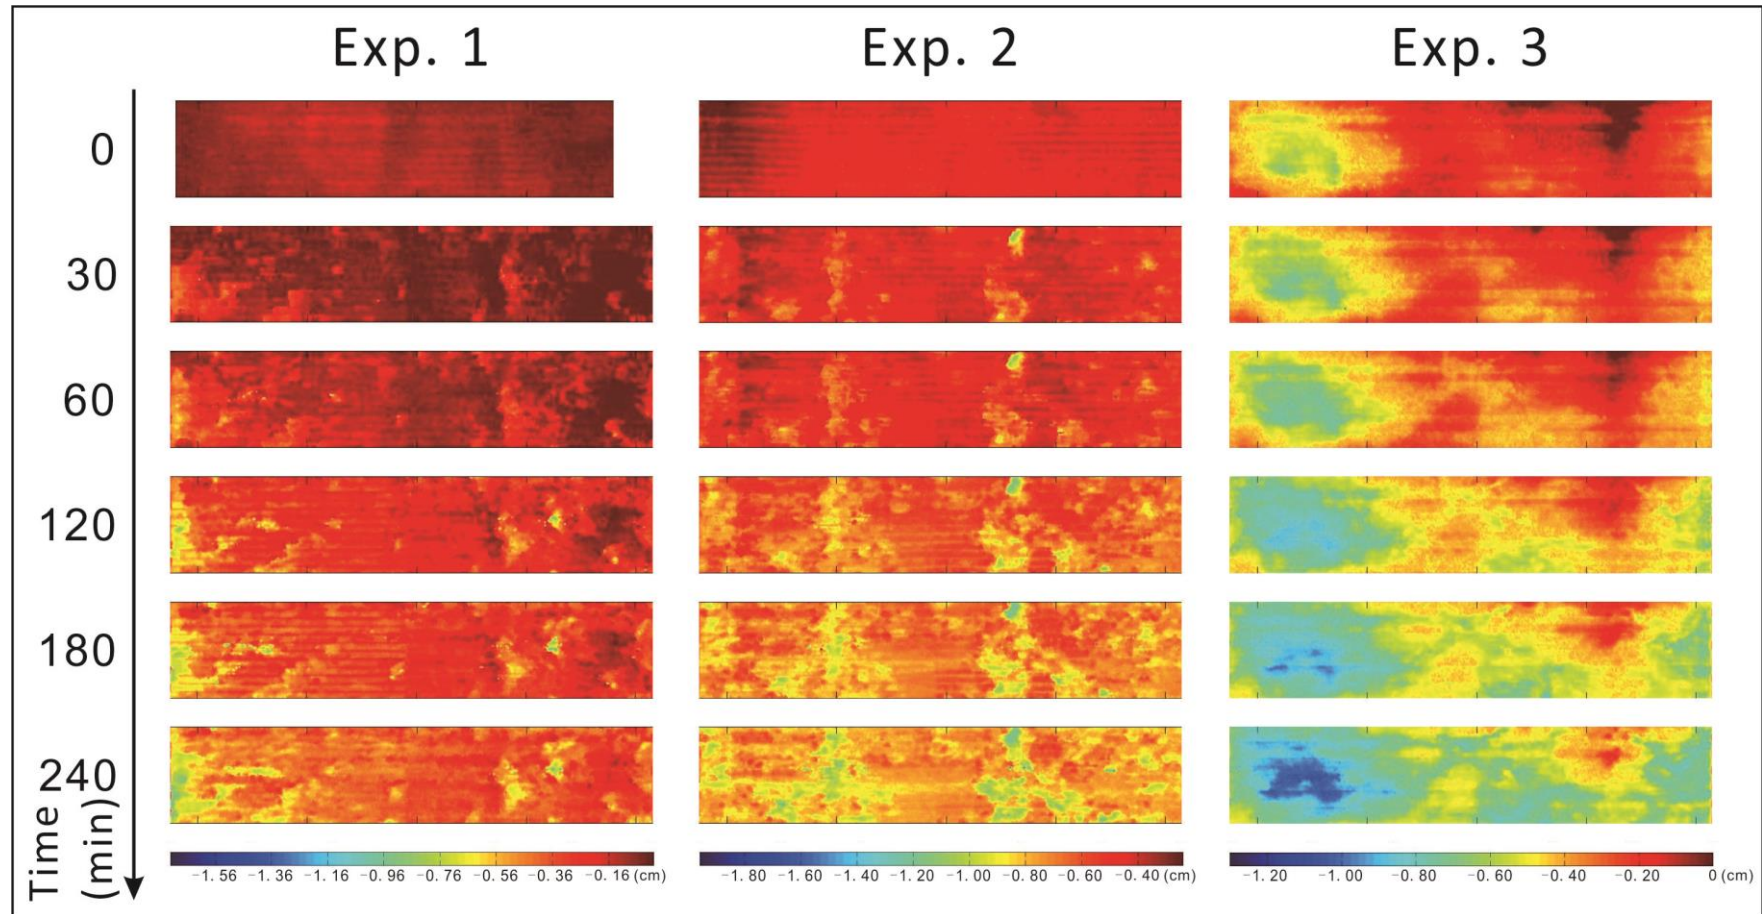 Exp. 1 Exp. 2 Exp. 3
0
30
60
120
180
240
Time (min)
−1.56 −1.36 −1.16 −0.96 −0.76 −0.56 −0.36 −0.16 (cm)
−1.80 −1.60 −1.40 −1.20 −1.00 −0.80 −0.60 −0.40 (cm)
−1.20 −1.00 −0.80 −0.60 −0.40 −0.20 0 (cm)